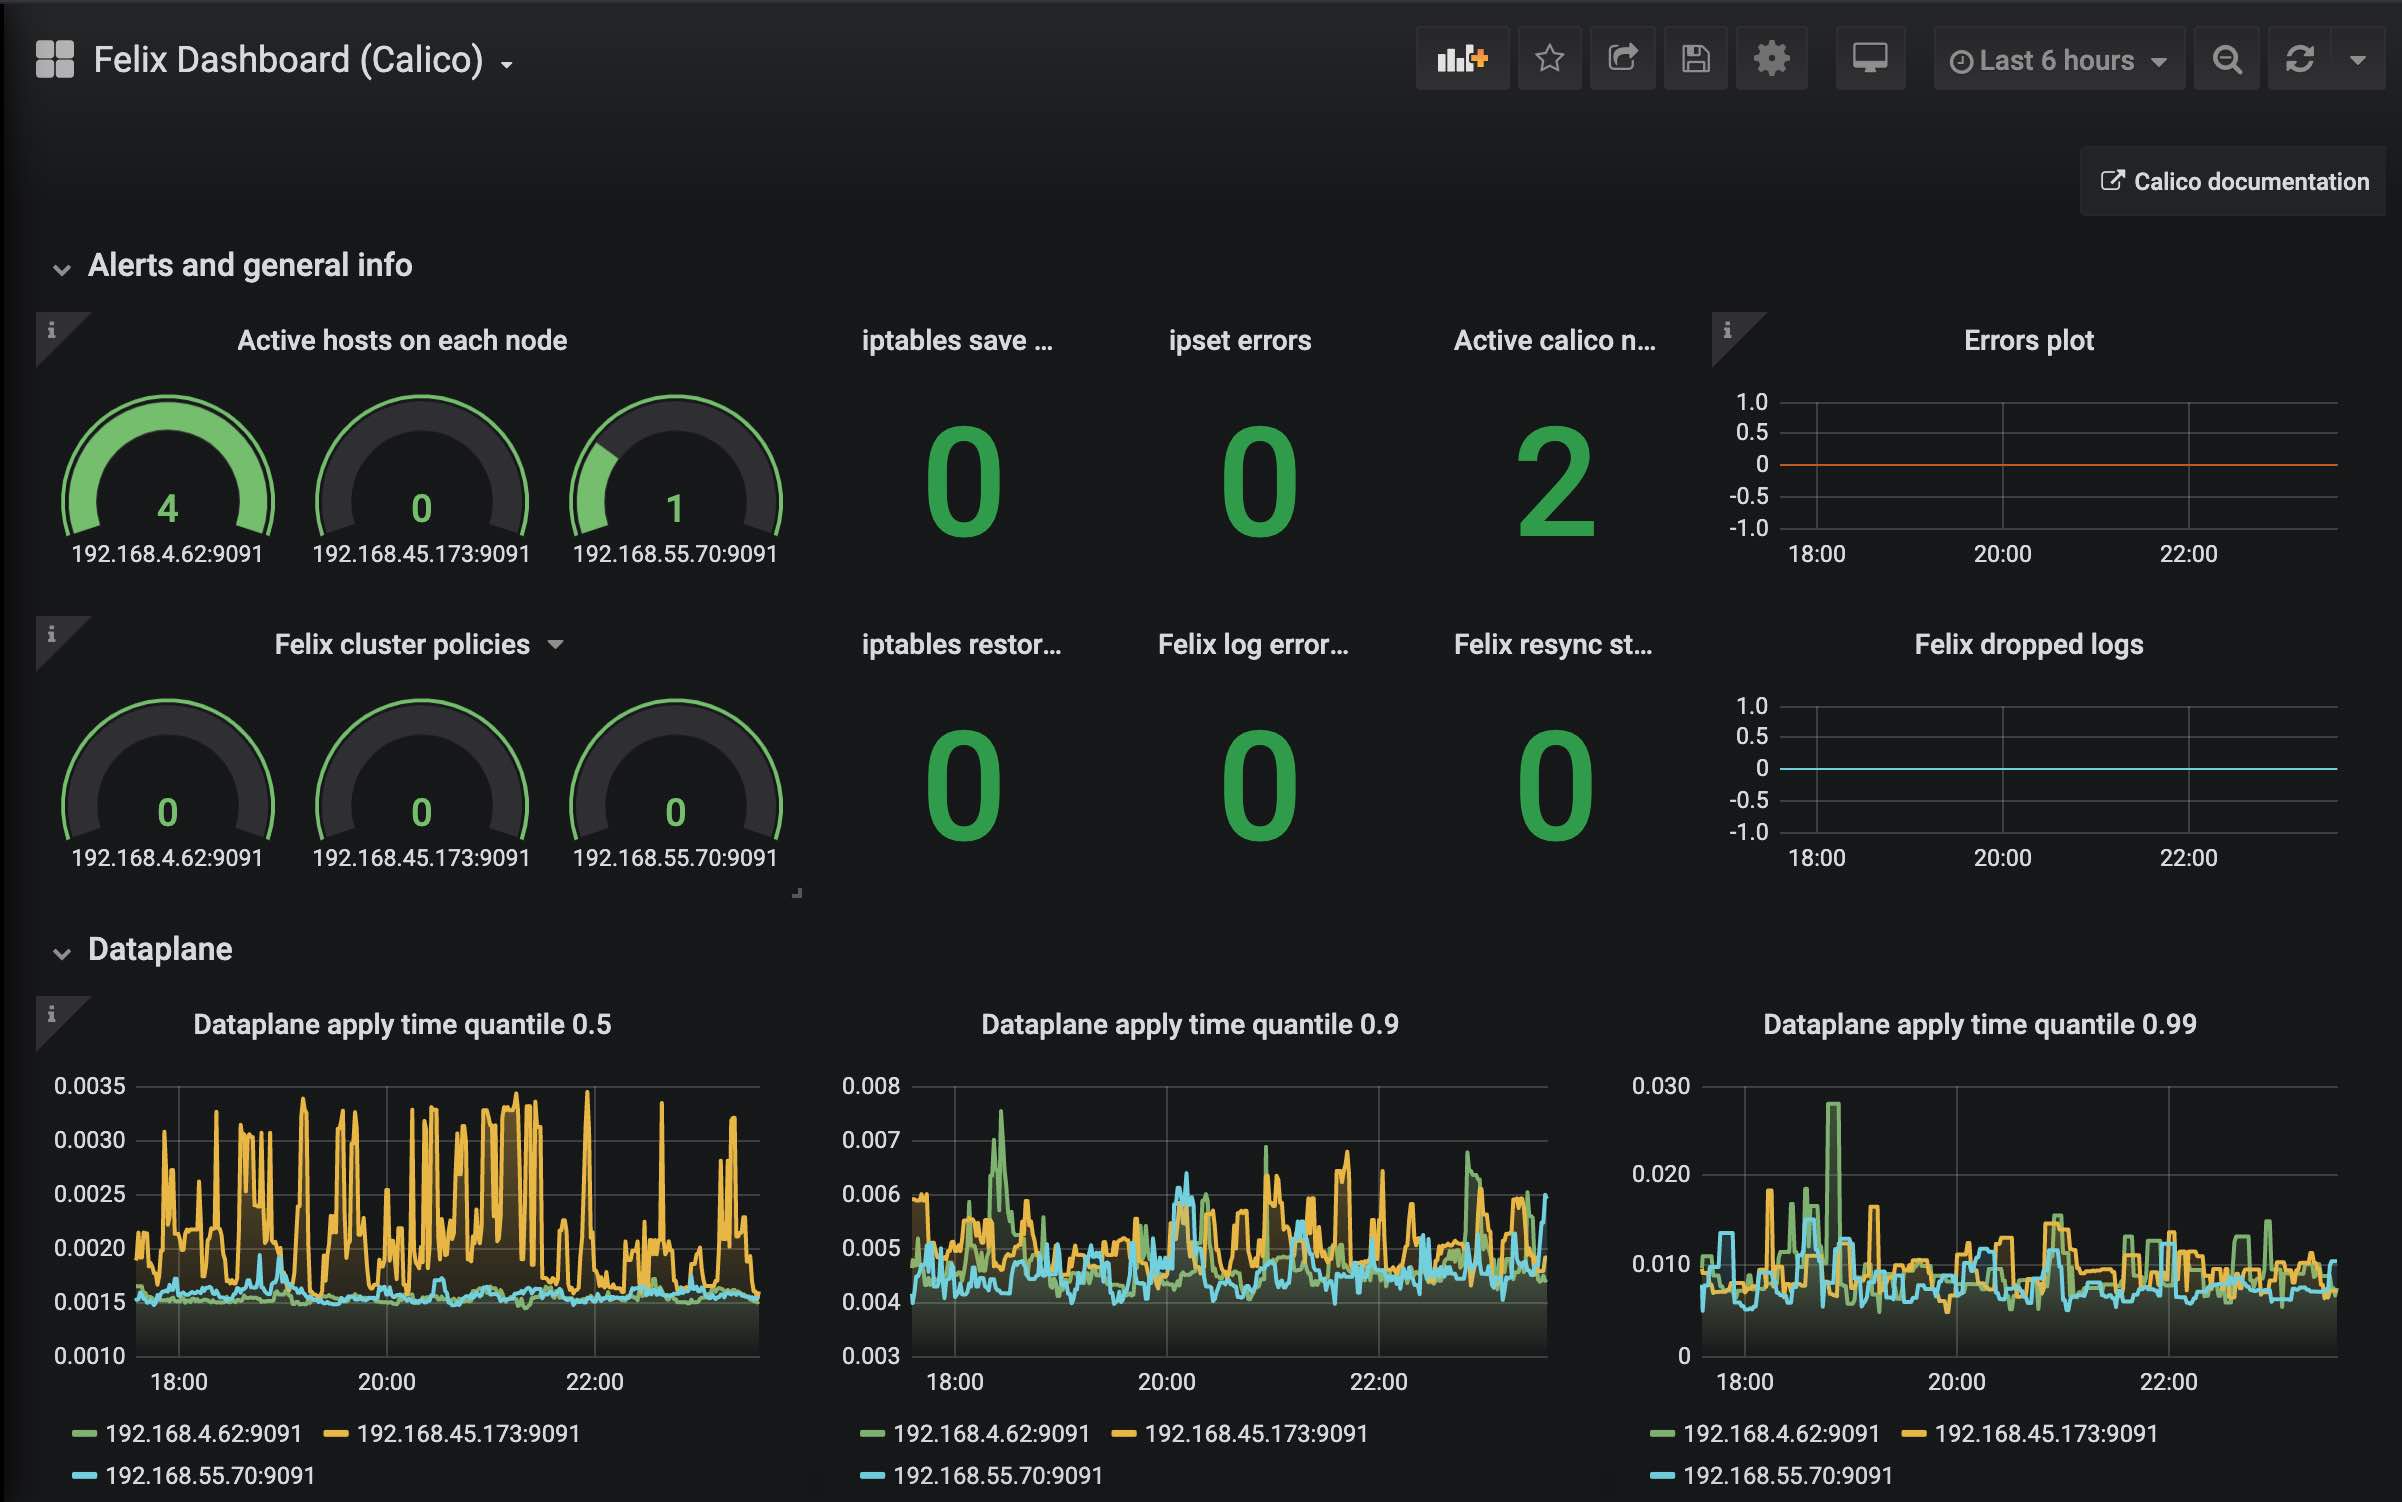 Felix Dashboard (Calico)
Last 6 hours
Calico documentation
Alerts and general info
Active hosts on each node
4
192.168.4.62:9091
0
192.168.45.173:9091
1
192.168.55.70:9091
iptables save ...
0
ipset errors
0
Active calico n...
2
Errors plot
1.0
0.5
0
-0.5
-1.0
18:00 20:00 22:00
Felix cluster policies
0
192.168.4.62:9091
0
192.168.45.173:9091
0
192.168.55.70:9091
iptables restor...
0
Felix log error...
0
Felix resync st...
0
Felix dropped logs
1.0
0.5
0
-0.5
-1.0
18:00 20:00 22:00
Dataplane
Dataplane apply time quantile 0.5
0.0035
0.0030
0.0025
0.0020
0.0015
0.0010
18:00 20:00 22:00
192.168.4.62:9091 192.168.45.173:9091
192.168.55.70:9091
Dataplane apply time quantile 0.9
0.008
0.007
0.006
0.005
0.004
0.003
18:00 20:00 22:00
192.168.4.62:9091 192.168.45.173:9091
192.168.55.70:9091
Dataplane apply time quantile 0.99
0.030
0.020
0.010
0
18:00 20:00 22:00
192.168.4.62:9091 192.168.45.173:9091
192.168.55.70:9091